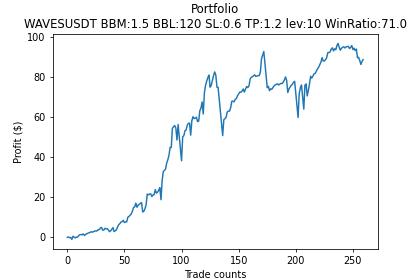 Portfolio
WAVESUSDT BBM:1.5 BBL:120 SL:0.6 TP:1.2 lev:10 WinRatio:71.0
100
80
60
40
20
0
Profit ($)
0 50 100 150 200 250
Trade counts